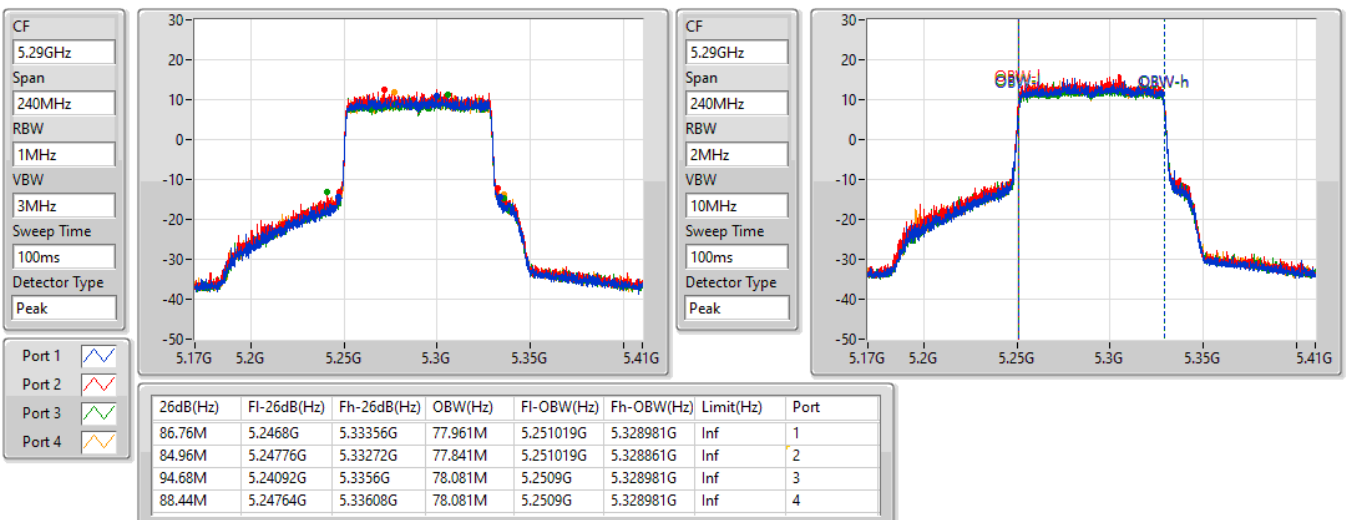 CF
5.29GHz
Span
240MHz
RBW
1MHz
VBW
3MHz
Sweep Time
100ms
Detector Type
Peak
30
20
10
0
-10
-20
-30
-40
-50
5.17G 5.2G 5.25G 5.3G 5.35G 5.41G
CF
5.29GHz
Span
240MHz
RBW
2MHz
VBW
10MHz
Sweep Time
100ms
Detector Type
Peak
30
20
10
0
-10
-20
-30
-40
-50
OBW-l OBW-h
5.17G 5.2G 5.25G 5.3G 5.35G 5.41G
Port 1
Port 2
Port 3
Port 4
26dB(Hz) Fl-26dB(Hz) Fh-26dB(Hz) OBW(Hz) Fl-OBW(Hz) Fh-OBW(Hz) Limit(Hz) Port
86.76M 5.2468G 5.33356G 77.961M 5.251019G 5.328981G Inf 1
84.96M 5.24776G 5.33272G 77.841M 5.251019G 5.328861G Inf 2
94.68M 5.24092G 5.3356G 78.081M 5.2509G 5.328981G Inf 3
88.44M 5.24764G 5.33608G 78.081M 5.2509G 5.328981G Inf 4